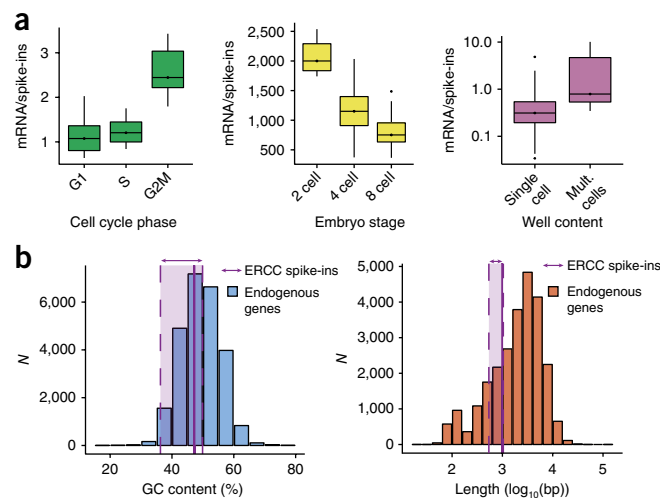 a
mRNA/spike-ins
3
2
1
G1
S
G2M
Cell cycle phase
mRNA/spike-ins
2,500
2,000
1,500
1,000
500
2 cell
4 cell
8 cell
Embryo stage
mRNA/spike-ins
10.0
1.0
0.1
Single
cell
Mult.
cells
Well content
b
N
6,000
4,000
2,000
0
20
40
60
80
GC content (%)
ERCC spike-ins
Endogenous
genes
N
5,000
4,000
3,000
2,000
1,000
0
2
3
4
5
Length (log10(bp))
ERCC spike-ins
Endogenous
genes